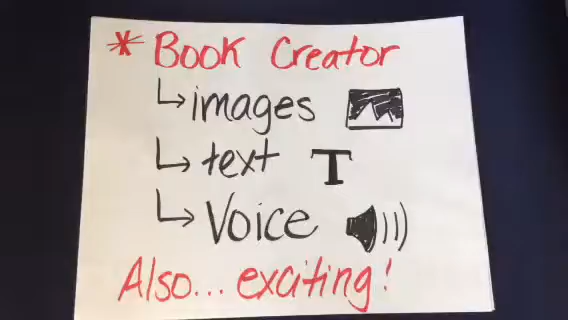 * Book Creator
↳ images
↳ text T
↳ Voice
Also... exciting!